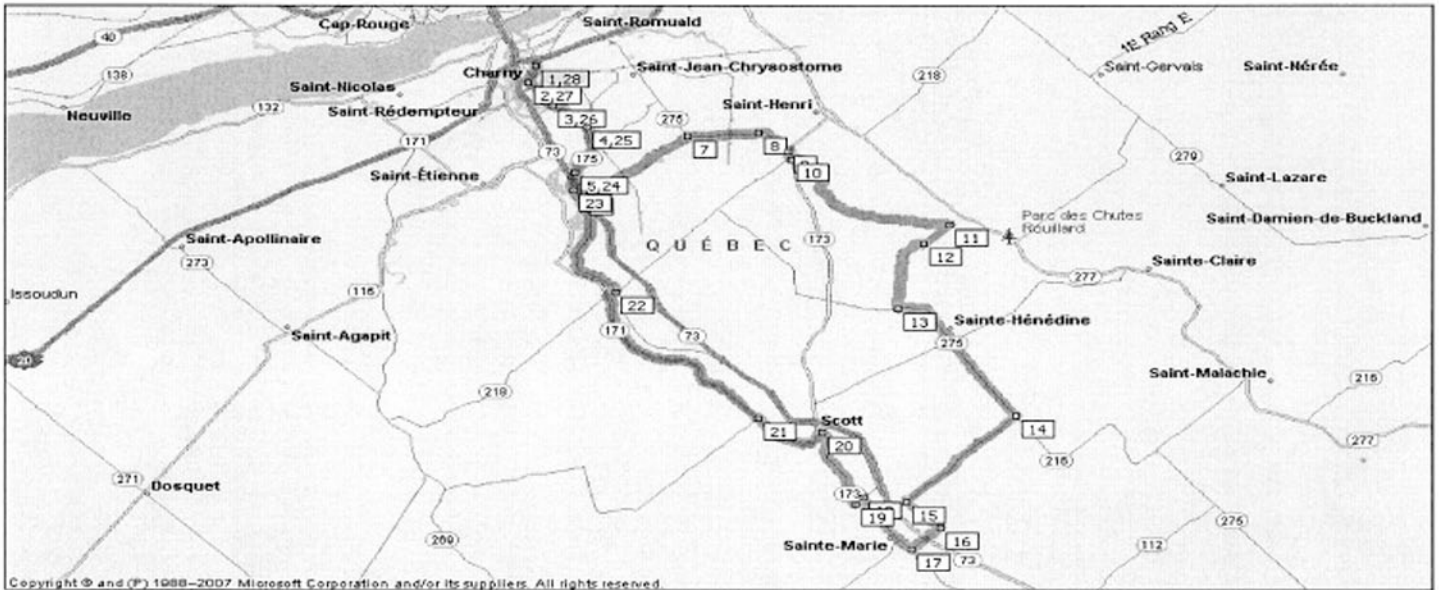 Cap-Rouge
Saint-Romuald
40
1E Rang E
138
Charny
1,28
Saint-Jean-Chrysostome
218
Saint-Gervais
Saint-Nérée
Saint-Nicolas
2,27
Neuville
132
Saint-Rédempteur
3,26
275
Saint-Henri
171
4,25
7
8
73
175
279
Saint-Étienne
5,24
10
Saint-Lazare
23
Parc des Chutes
Rouillard
Saint-Damien-de-Buckland
Saint-Apollinaire
QUÉBEC
173
11
273
12
Sainte-Claire
277
Issoudun
116
22
13
Sainte-Hénédine
Saint-Agapit
171
73
275
20
Saint-Malachie
216
218
21
Scott
14
20
277
216
271
Dosquet
173
19
15
275
269
Sainte-Marie
16
112
17
73
Copyright © and (P) 1988–2007 Microsoft Corporation and/or its suppliers. All rights reserved.